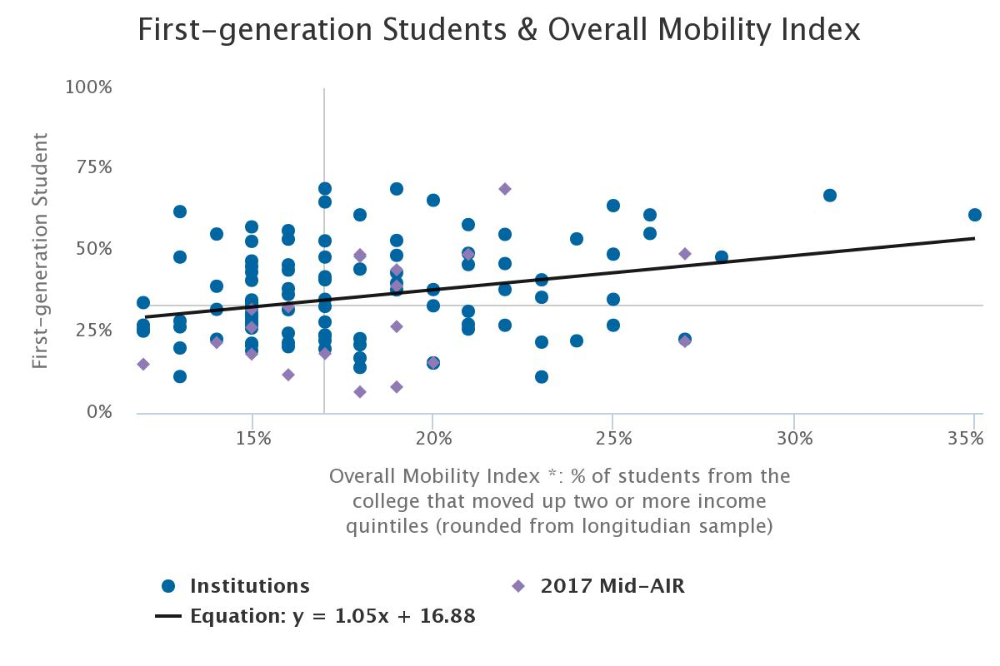 First-generation Students & Overall Mobility Index
100%
75%
50%
25%
0%
First-generation Student
15%
20%
25%
30%
35%
Overall Mobility Index *: % of students from the
college that moved up two or more income
quintiles (rounded from longitudian sample)
Institutions
2017 Mid-AIR
Equation: y = 1.05x + 16.88